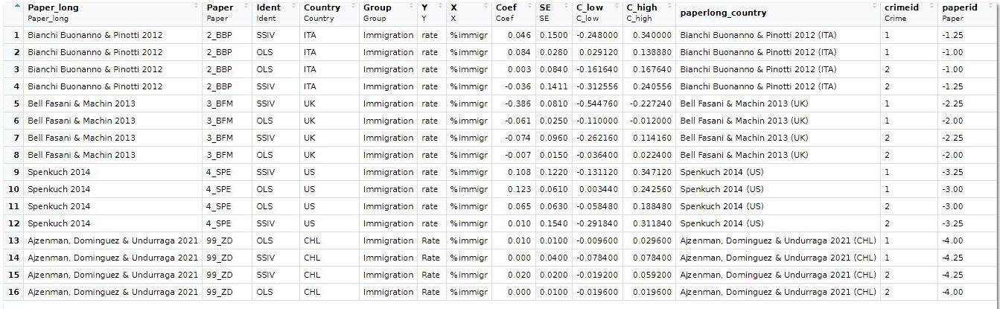 Paper_long Paper Ident Country Group Y X Coef SE C_low C_high paperlong_country crimeid paperid
Paper_long Paper Ident Country Group Y X Coef SE C_low C_high Crime Paper
1 Bianchi Buonanno & Pinotti 2012 2_BBP SSIV ITA Immigration rate %immigr 0.046 0.1500 -0.248000 0.340000 Bianchi Buonanno & Pinotti 2012 (ITA) 1 -1.25
2 Bianchi Buonanno & Pinotti 2012 2_BBP OLS ITA Immigration rate %immigr 0.084 0.0280 0.029120 0.138880 Bianchi Buonanno & Pinotti 2012 (ITA) 1 -1.00
3 Bianchi Buonanno & Pinotti 2012 2_BBP OLS ITA Immigration rate %immigr 0.003 0.0840 -0.161640 0.167640 Bianchi Buonanno & Pinotti 2012 (ITA) 2 -1.00
4 Bianchi Buonanno & Pinotti 2012 2_BBP SSIV ITA Immigration rate %immigr -0.036 0.1411 -0.312556 0.240556 Bianchi Buonanno & Pinotti 2012 (ITA) 2 -1.25
5 Bell Fasani & Machin 2013 3_BFM SSIV UK Immigration rate %immigr -0.386 0.0810 -0.544760 -0.227240 Bell Fasani & Machin 2013 (UK) 1 -2.25
6 Bell Fasani & Machin 2013 3_BFM OLS UK Immigration rate %immigr -0.061 0.0250 -0.110000 -0.012000 Bell Fasani & Machin 2013 (UK) 1 -2.00
7 Bell Fasani & Machin 2013 3_BFM SSIV UK Immigration rate %immigr -0.074 0.0960 -0.262160 0.114160 Bell Fasani & Machin 2013 (UK) 2 -2.25
8 Bell Fasani & Machin 2013 3_BFM OLS UK Immigration rate %immigr -0.007 0.0150 -0.036400 0.022400 Bell Fasani & Machin 2013 (UK) 2 -2.00
9 Spenkuch 2014 4_SPE SSIV US Immigration rate %immigr 0.108 0.1220 -0.131120 0.347120 Spenkuch 2014 (US) 1 -3.25
10 Spenkuch 2014 4_SPE OLS US Immigration rate %immigr 0.123 0.0610 0.003440 0.242560 Spenkuch 2014 (US) 1 -3.00
11 Spenkuch 2014 4_SPE OLS US Immigration rate %immigr 0.065 0.0630 -0.058480 0.188480 Spenkuch 2014 (US) 2 -3.00
12 Spenkuch 2014 4_SPE SSIV US Immigration rate %immigr 0.010 0.1540 -0.291840 0.311840 Spenkuch 2014 (US) 2 -3.25
13 Ajzenman, Dominguez & Undurraga 2021 99_ZD OLS CHL Immigration Rate %immigr 0.010 0.0100 -0.009600 0.029600 Ajzenman, Dominguez & Undurraga 2021 (CHL) 1 -4.00
14 Ajzenman, Dominguez & Undurraga 2021 99_ZD SSIV CHL Immigration Rate %immigr 0.000 0.0400 -0.078400 0.078400 Ajzenman, Dominguez & Undurraga 2021 (CHL) 1 -4.25
15 Ajzenman, Dominguez & Undurraga 2021 99_ZD SSIV CHL Immigration Rate %immigr 0.020 0.0200 -0.019200 0.059200 Ajzenman, Dominguez & Undurraga 2021 (CHL) 2 -4.25
16 Ajzenman, Dominguez & Undurraga 2021 99_ZD OLS CHL Immigration Rate %immigr 0.000 0.0100 -0.019600 0.019600 Ajzenman, Dominguez & Undurraga 2021 (CHL) 2 -4.00